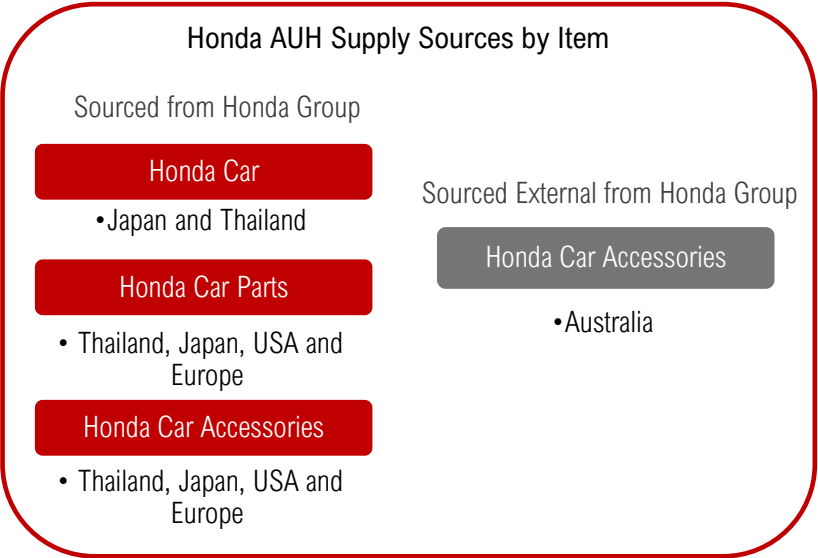 Honda AUH Supply Sources by Item
Sourced from Honda Group
Honda Car
•Japan and Thailand
Honda Car Parts
• Thailand, Japan, USA and
Europe
Honda Car Accessories
• Thailand, Japan, USA and
Europe
Sourced External from Honda Group
Honda Car Accessories
•Australia